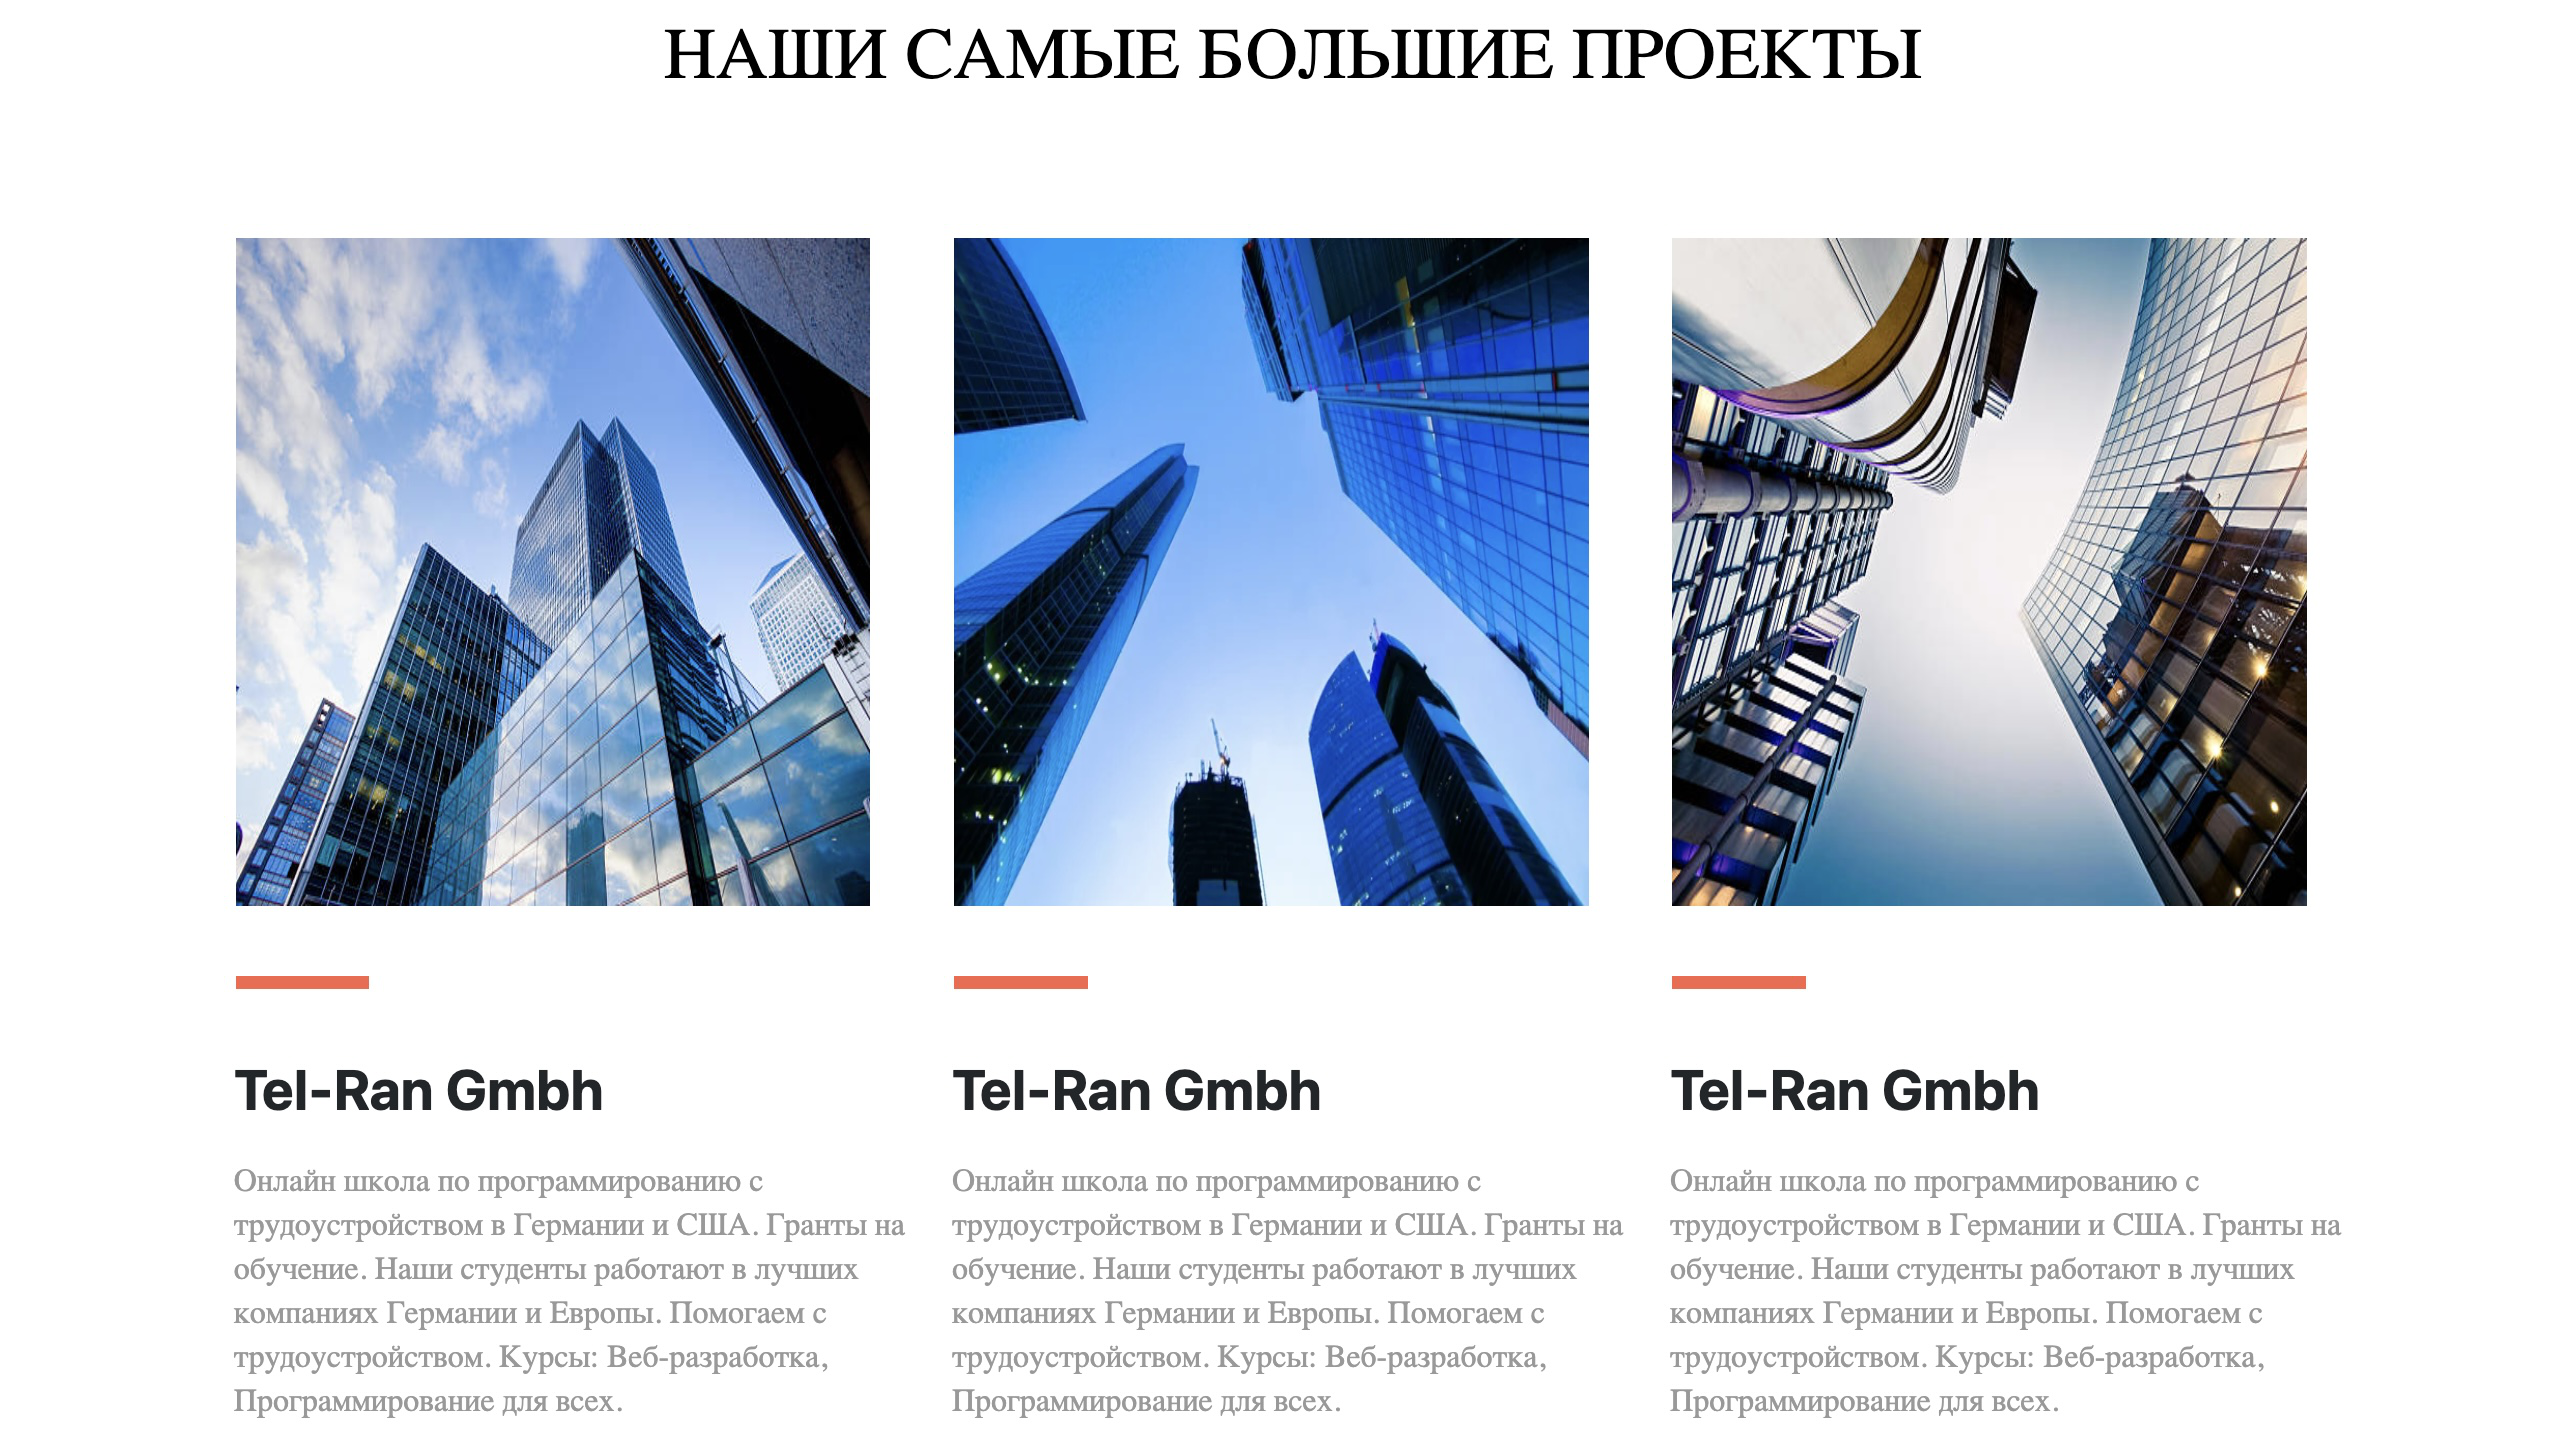 НАШИ САМЫЕ БОЛЬШИЕ ПРОЕКТЫ
Tel-Ran Gmbh
Онлайн школа по программированию с
трудоустройством в Германии и США. Гранты на
обучение. Наши студенты работают в лучших
компаниях Германии и Европы. Помогаем с
трудоустройством. Курсы: Веб-разработка,
Программирование для всех.
Tel-Ran Gmbh
Онлайн школа по программированию с
трудоустройством в Германии и США. Гранты на
обучение. Наши студенты работают в лучших
компаниях Германии и Европы. Помогаем с
трудоустройством. Курсы: Веб-разработка,
Программирование для всех.
Tel-Ran Gmbh
Онлайн школа по программированию с
трудоустройством в Германии и США. Гранты на
обучение. Наши студенты работают в лучших
компаниях Германии и Европы. Помогаем с
трудоустройством. Курсы: Веб-разработка,
Программирование для всех.